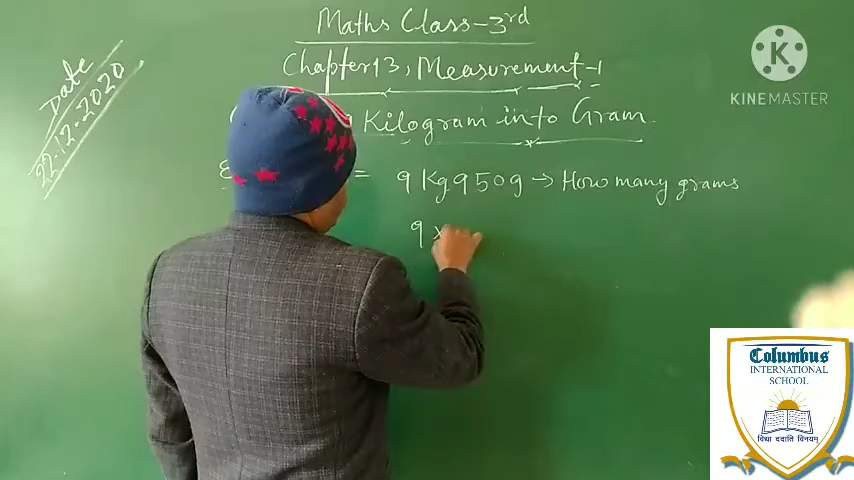 Maths Class-3rd
Chapter 13, Measurement-1
Date
22.12.2020
Kilogram into Gram
= 9 Kg 950g → How many grams
9 x
KINEMASTER
Columbus
INTERNATIONAL
SCHOOL
विद्या ददाति विनयम्